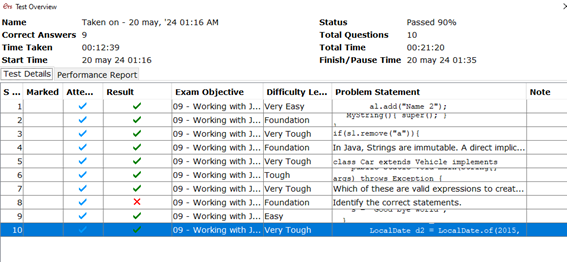 Test Overview
Name Taken on - 20 may, '24 01:16 AM Status Passed 90%
Correct Answers 9 Total Questions 10
Time Taken 00:12:39 Total Time 00:21:20
Start Time 20 may 24 01:16 Finish/Pause Time 20 may 24 01:35
Test Details Performance Report
S ... Marked Atte... Result Exam Objective Difficulty Le... Problem Statement Note
1 09 - Working with J... Very Easy al.add("Name 2");
2 09 - Working with J... Foundation MyString(){ super(); }
3 09 - Working with J... Very Tough if(sl.remove("a")){
4 09 - Working with J... Foundation In Java, Strings are immutable. A direct implic...
5 09 - Working with J... Very Tough class Car extends Vehicle implements
6 09 - Working with J... Tough args) throws Exception {
7 09 - Working with J... Very Tough Which of these are valid expressions to creat...
8 09 - Working with J... Foundation Identify the correct statements.
9 09 - Working with J... Easy }
10 09 - Working with J... Very Tough LocalDate d2 = LocalDate.of(2015,